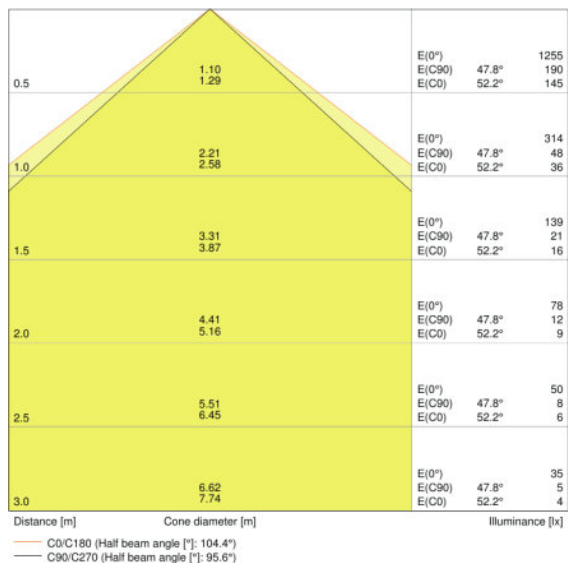 E(0°) 1255
1.10 E(C90) 47.8° 190
0.5 1.29 E(C0) 52.2° 145
E(0°) 314
2.21 E(C90) 47.8° 48
1.0 2.58 E(C0) 52.2° 36
E(0°) 139
3.31 E(C90) 47.8° 21
1.5 3.87 E(C0) 52.2° 16
E(0°) 78
4.41 E(C90) 47.8° 12
2.0 5.16 E(C0) 52.2° 9
E(0°) 50
5.51 E(C90) 47.8° 8
2.5 6.45 E(C0) 52.2° 6
E(0°) 35
6.62 E(C90) 47.8° 5
3.0 7.74 E(C0) 52.2° 4
Distance [m] Cone diameter [m] Illuminance [lx]
C0/C180 (Half beam angle [°]: 104.4°)
C90/C270 (Half beam angle [°]: 95.6°)